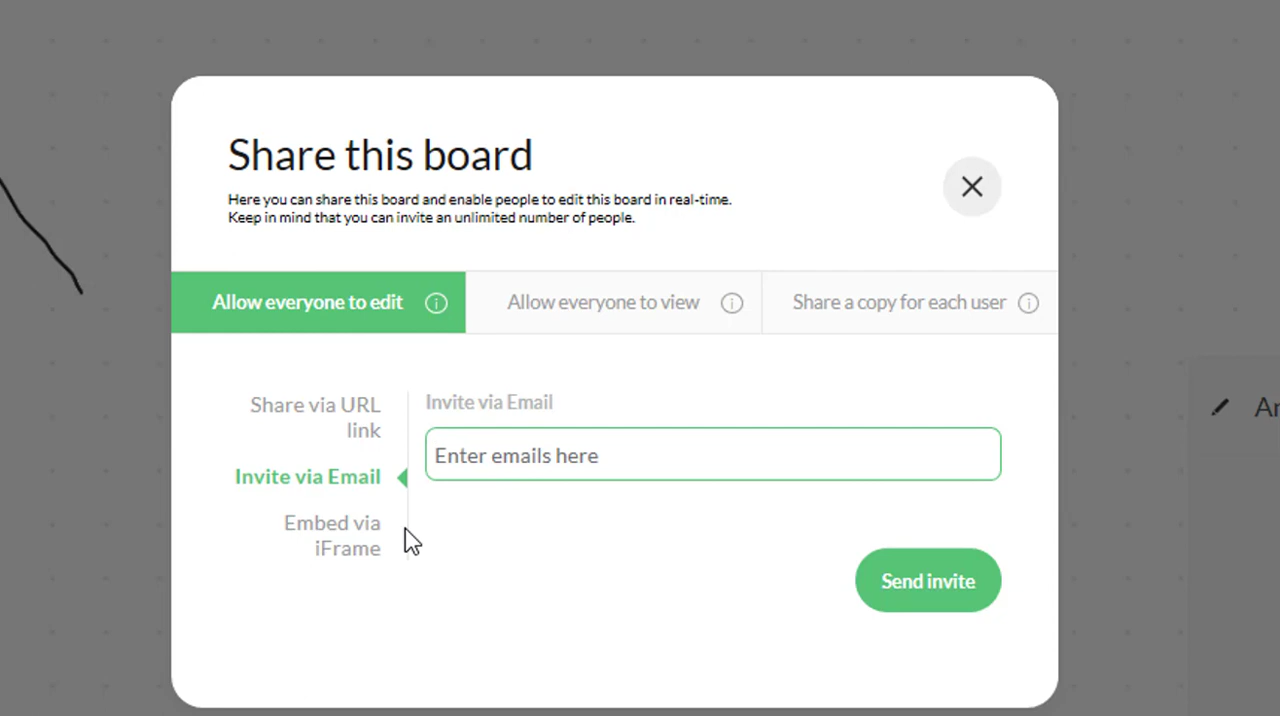 Share this board
Here you can share this board and enable people to edit this board in real-time.
Keep in mind that you can invite an unlimited number of people.
Allow everyone to edit
Allow everyone to view
Share a copy for each user
Share via URL
link
Invite via Email
Embed via
iFrame
Invite via Email
Enter emails here
Send invite